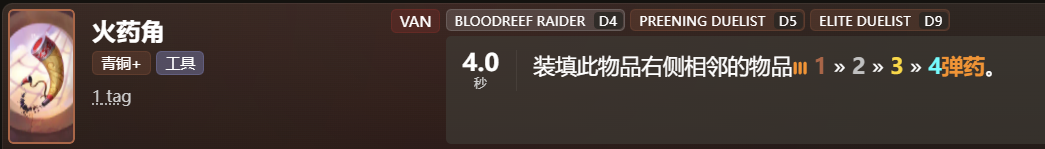 火药角
VAN
青铜+ 工具
1 tag
BLOODREEF RAIDER D4 PREENING DUELIST D5 ELITE DUELIST D9
4.0
秒
装填此物品右侧相邻的物品 1 » 2 » 3 » 4弹药。